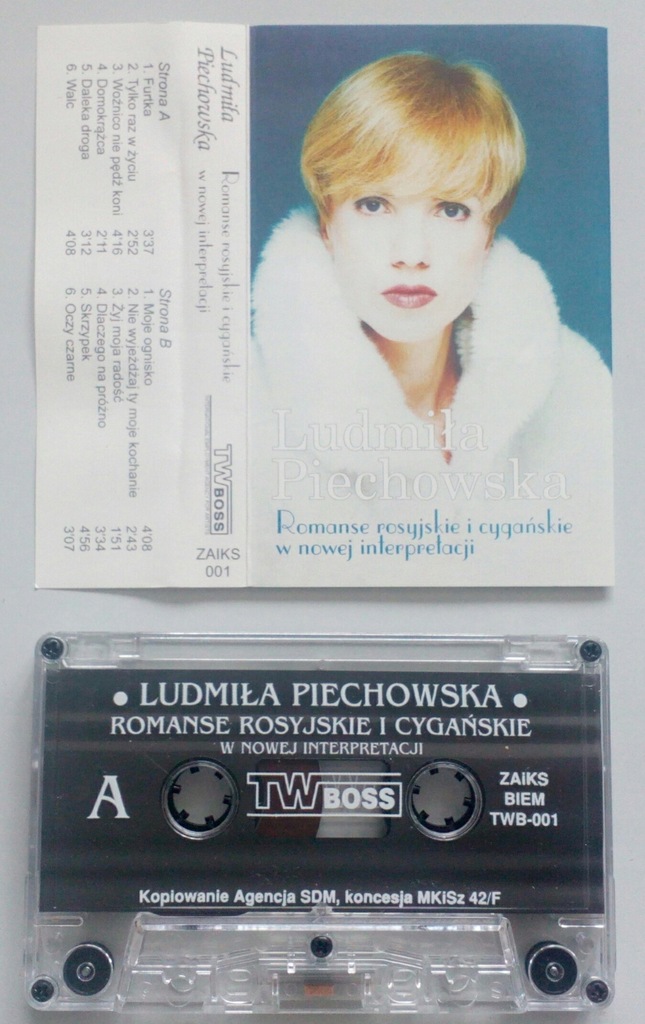 Strona A
1. Furtka 3'37
2. Tylko raz w życiu 2'52
3. Woźnico nie pędź koni 4'16
4. Domokrążca 2'11
5. Daleka droga 3'12
6. Walc 4'08
Strona B
1. Moje ognisko 4'08
2. Nie wyjeżdżaj ty moje kochanie 2'43
3. Żyj moja radość 1'51
4. Dlaczego na próżno 3'34
5. Skrzypek 4'56
6. Oczy czarne 3'07
Ludmiła
Piechowska
Romanse rosyjskie i cygańskie
w nowej interpretacji
TW BOSS
ZAIKS
001
Ludmiła
Piechowska
Romanse rosyjskie i cygańskie
w nowej interpretacji
• LUDMIŁA PIECHOWSKA •
ROMANSE ROSYJSKIE I CYGAŃSKIE
W NOWEJ INTERPRETACJI
A
TW BOSS
ZAiKS
BIEM
TWB-001
Kopiowanie Agencja SDM, koncesja MKiSz 42/F